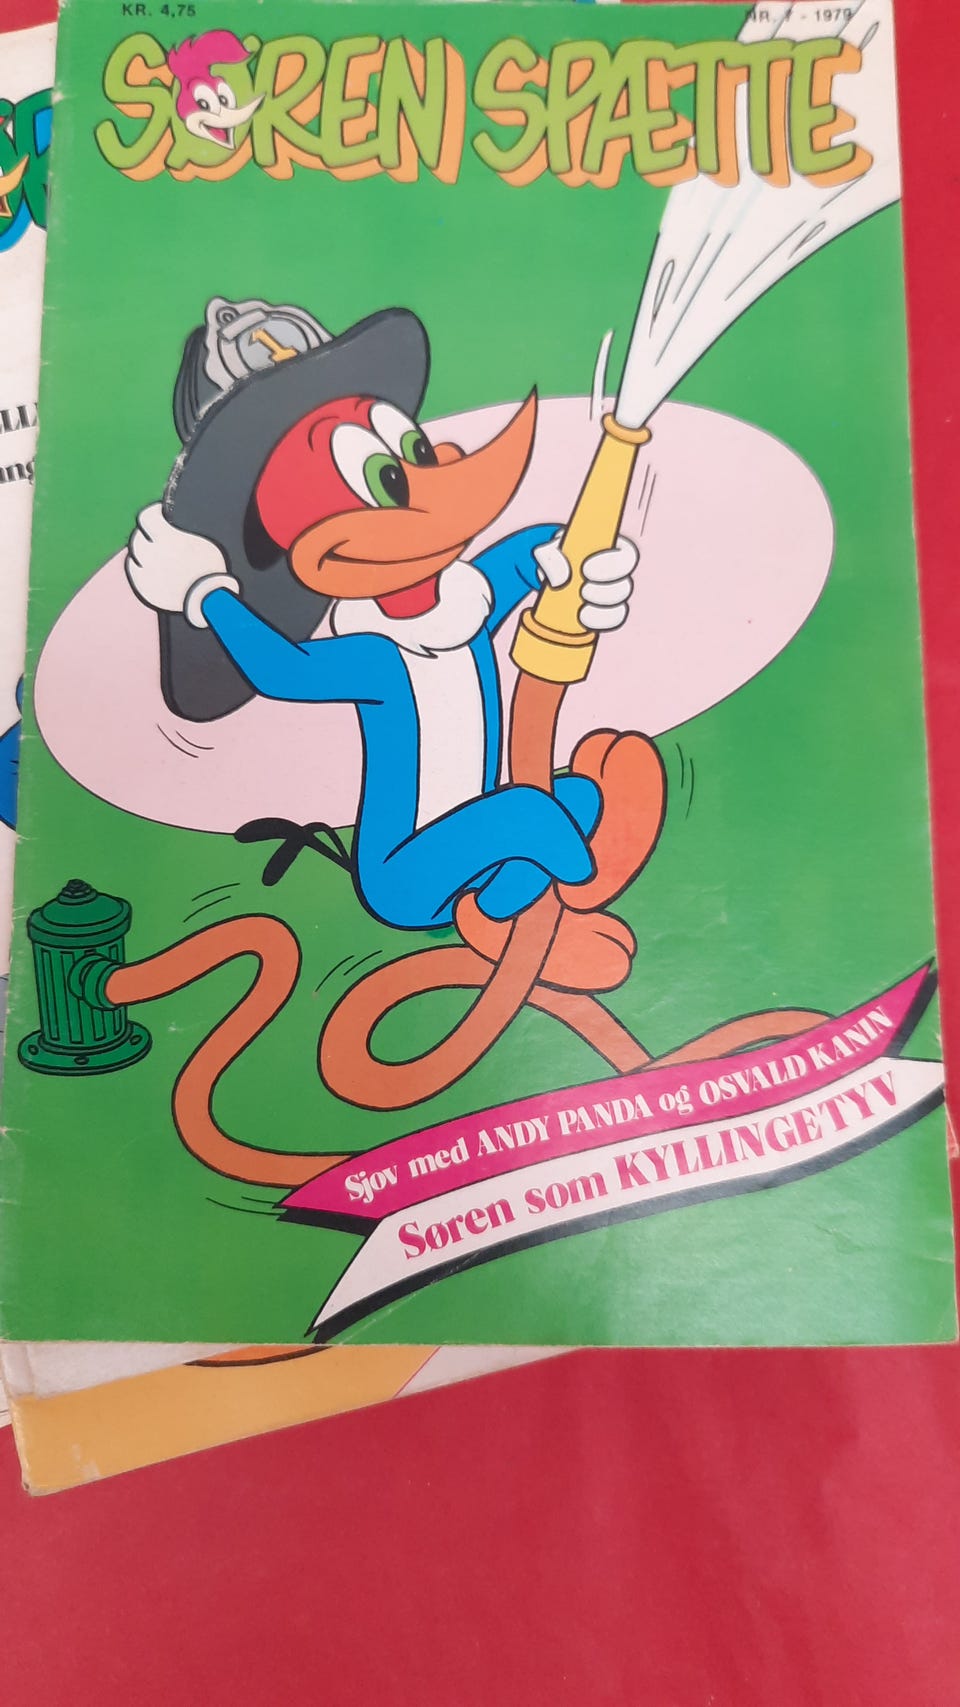 KR. 4,75
NR. 7 - 1979
SØREN SPÆTTE
1
Sjov med ANDY PANDA og OSVALD KANIN
Søren som KYLLINGETYV